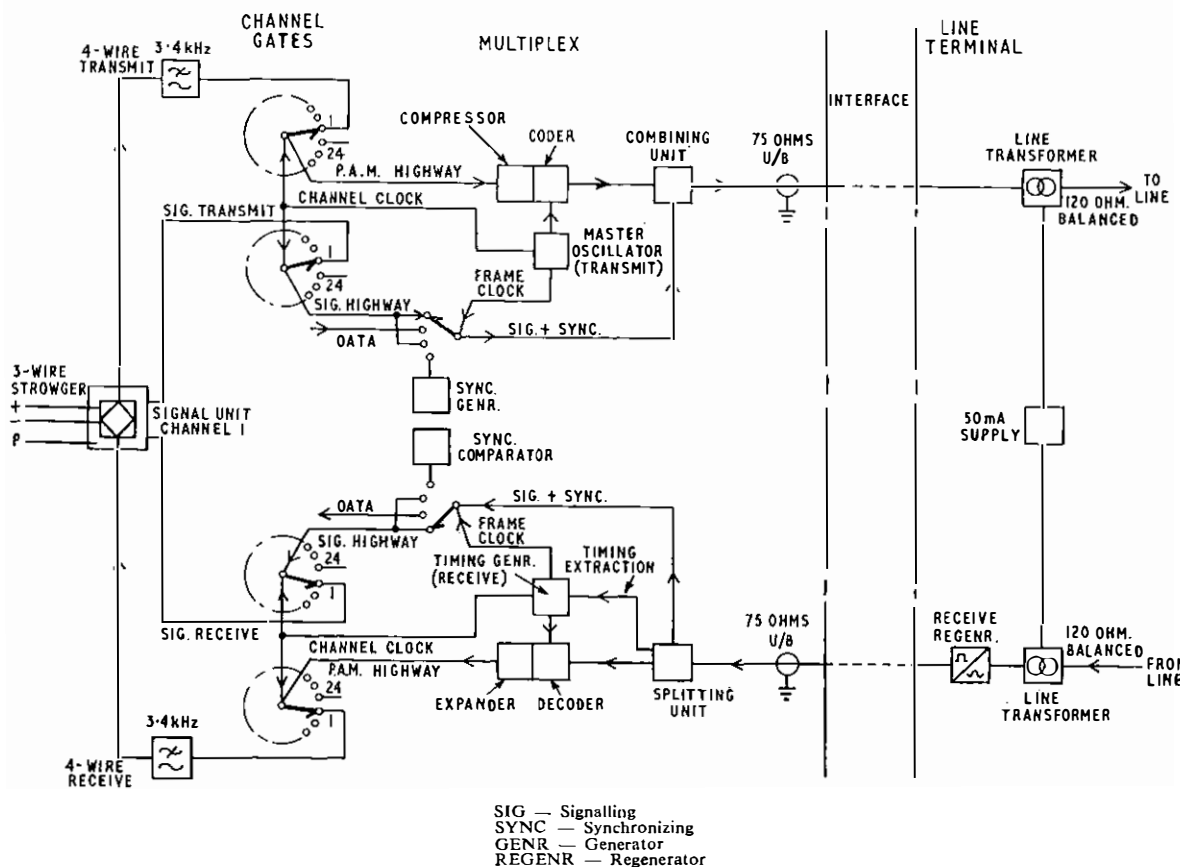 CHANNEL
GATES
MULTIPLEX
LINE
TERMINAL
4-WIRE
TRANSMIT
3·4kHz
INTERFACE
1
24
COMPRESSOR
CODER
COMBINING
UNIT
75 OHMS
U/B
LINE
TRANSFORMER
P.A.M. HIGHWAY
TO
LINE
120 OHM.
BALANCED
SIG. TRANSMIT
CHANNEL CLOCK
MASTER
OSCILLATOR
(TRANSMIT)
1
24
FRAME
CLOCK
SIG. HIGHWAY
OATA
SIG. + SYNC.
3-WIRE
STROWGER
+
−
P
SIGNAL UNIT
CHANNEL I
SYNC.
GENR.
50mA
SUPPLY
SYNC.
COMPARATOR
OATA
SIG. + SYNC.
SIG. HIGHWAY
FRAME
CLOCK
24
1
TIMING GENR.
(RECEIVE)
TIMING
EXTRACTION
SIG. RECEIVE
75 OHMS
U/B
RECEIVE
REGENR.
120 OHM.
BALANCED
CHANNEL CLOCK
P.A.M. HIGHWAY
FROM
LINE
24
1
EXPANDER
DECODER
SPLITTING
UNIT
LINE
TRANSFORMER
3·4kHz
4-WIRE
RECEIVE
SIG — Signalling
SYNC — Synchronizing
GENR — Generator
REGENR — Regenerator